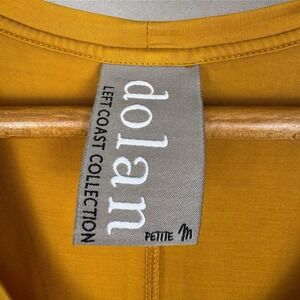 dolan
LEFT COAST COLLECTION
PETITE M